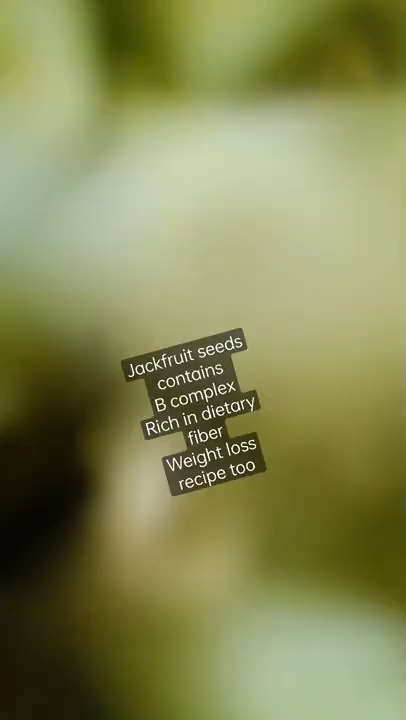 Jackfruit seeds
contains
B complex
Rich in dietary
fiber
Weight loss
recipe too